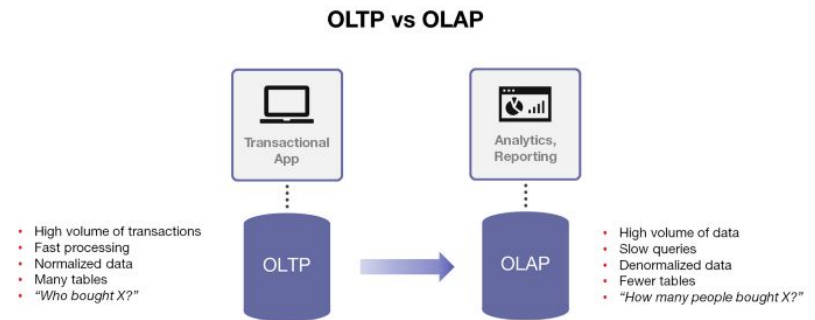 OLTP vs OLAP
Transactional
App
Analytics,
Reporting
• High volume of transactions
• Fast processing
• Normalized data
• Many tables
• “Who bought X?”
OLTP
OLAP
• High volume of data
• Slow queries
• Denormalized data
• Fewer tables
• “How many people bought X?”